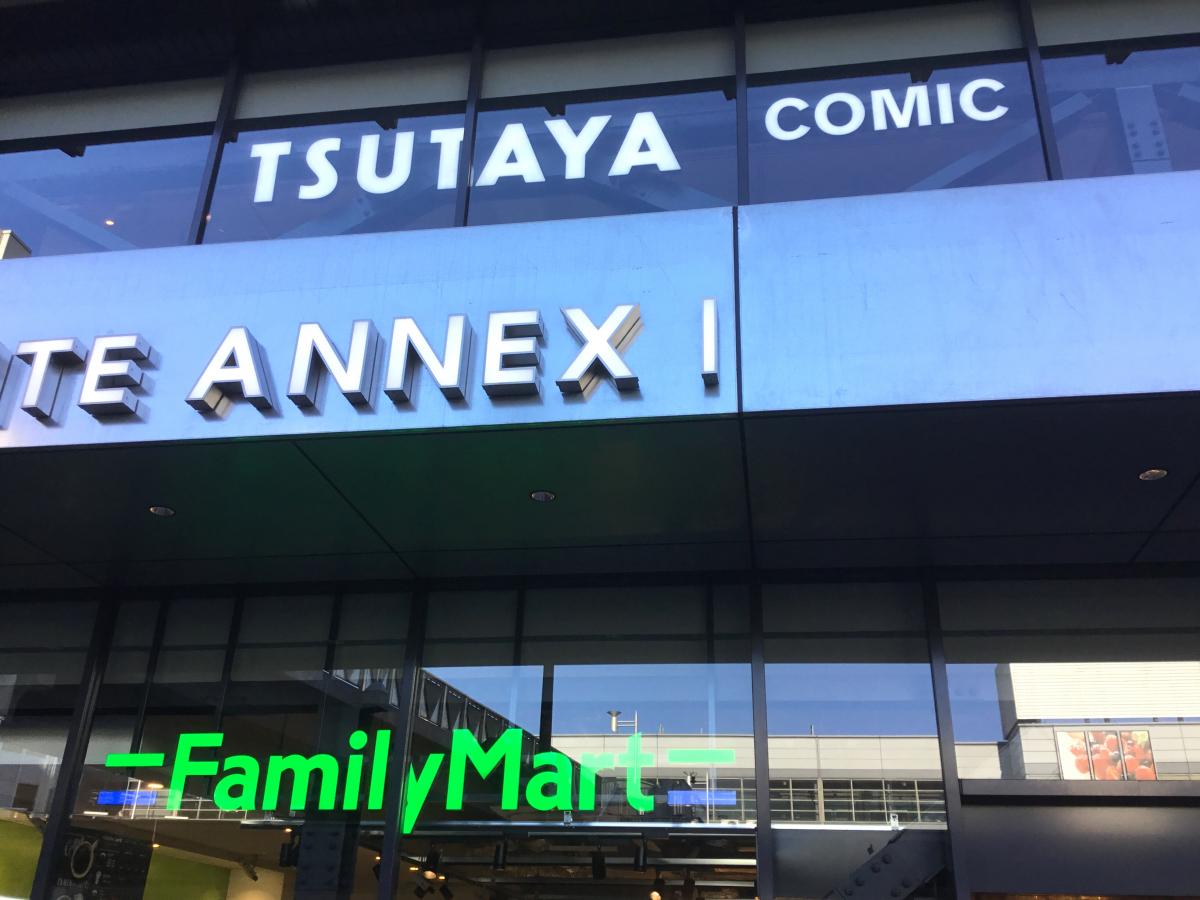 TSUTAYA COMIC
TE ANNEX I
FamilyMart